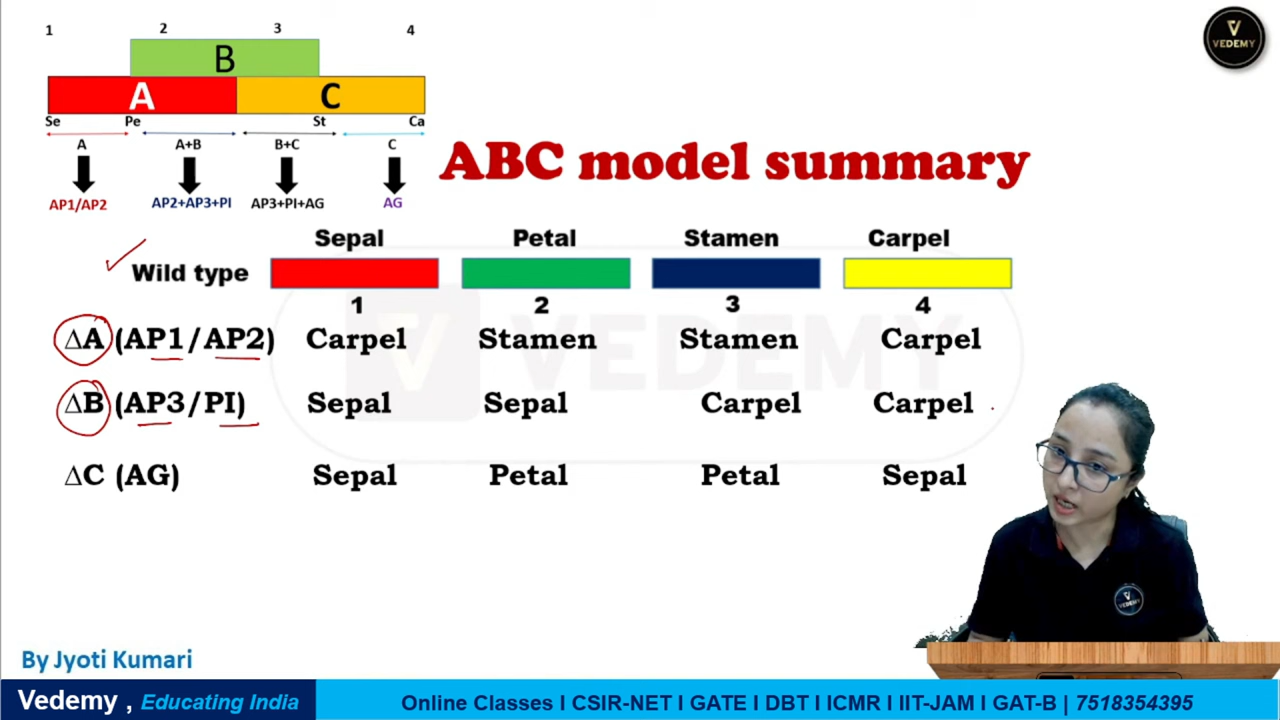 1 2 3 4
B
A C
Se Pe St Ca
A A+B B+C C
AP1/AP2 AP2+AP3+PI AP3+PI+AG AG
VEDEMY
ABC model summary
Sepal Petal Stamen Carpel
Wild type
1 2 3 4
∆A (AP1/AP2) Carpel Stamen Stamen Carpel
VEDEMY
∆B (AP3/PI) Sepal Sepal Carpel Carpel
∆C (AG) Sepal Petal Petal Sepal
VEDEMY
By Jyoti Kumari
Vedemy , Educating India
Online Classes I CSIR-NET I GATE I DBT I ICMR I IIT-JAM I GAT-B | 7518354395